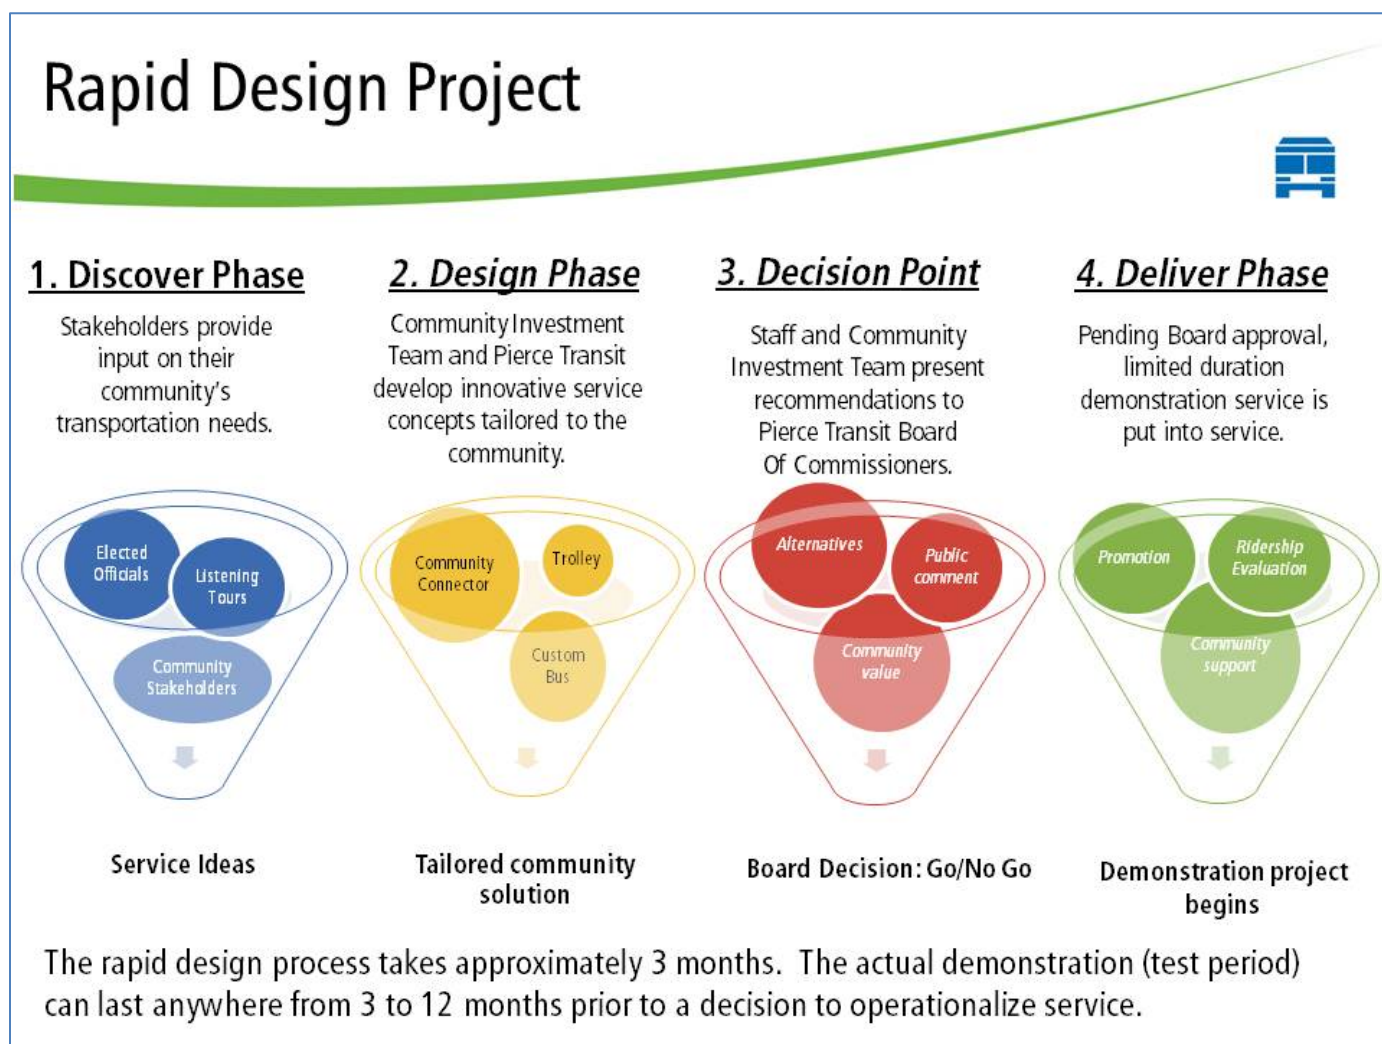 Rapid Design Project
1. Discover Phase
Stakeholders provide
input on their
community's
transportation needs.
Elected
Officials
Listening
Tours
Community
Stakeholders
Service Ideas
2. Design Phase
Community Investment
Team and Pierce Transit
develop innovative service
concepts tailored to the
community.
Community
Connector
Trolley
Custom
Bus
Tailored community
solution
3. Decision Point
Staff and Community
Investment Team present
recommendations to
Pierce Transit Board
Of Commissioners.
Alternatives
Public
comment
Community
value
Board Decision: Go/No Go
4. Deliver Phase
Pending Board approval,
limited duration
demonstration service is
put into service.
Promotion
Ridership
Evaluation
Community
support
Demonstration project
begins
The rapid design process takes approximately 3 months.  The actual demonstration (test period)
can last anywhere from 3 to 12 months prior to a decision to operationalize service.